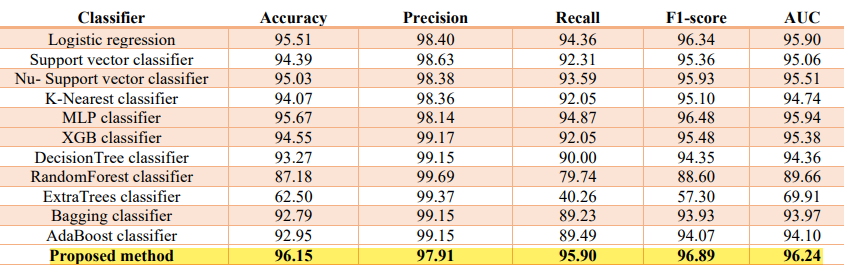 Classifier Accuracy Precision Recall F1-score AUC
Logistic regression 95.51 98.40 94.36 96.34 95.90
Support vector classifier 94.39 98.63 92.31 95.36 95.06
Nu- Support vector classifier 95.03 98.38 93.59 95.93 95.51
K-Nearest classifier 94.07 98.36 92.05 95.10 94.74
MLP classifier 95.67 98.14 94.87 96.48 95.94
XGB classifier 94.55 99.17 92.05 95.48 95.38
DecisionTree classifier 93.27 99.15 90.00 94.35 94.36
RandomForest classifier 87.18 99.69 79.74 88.60 89.66
ExtraTrees classifier 62.50 99.37 40.26 57.30 69.91
Bagging classifier 92.79 99.15 89.23 93.93 93.97
AdaBoost classifier 92.95 99.15 89.49 94.07 94.10
Proposed method 96.15 97.91 95.90 96.89 96.24